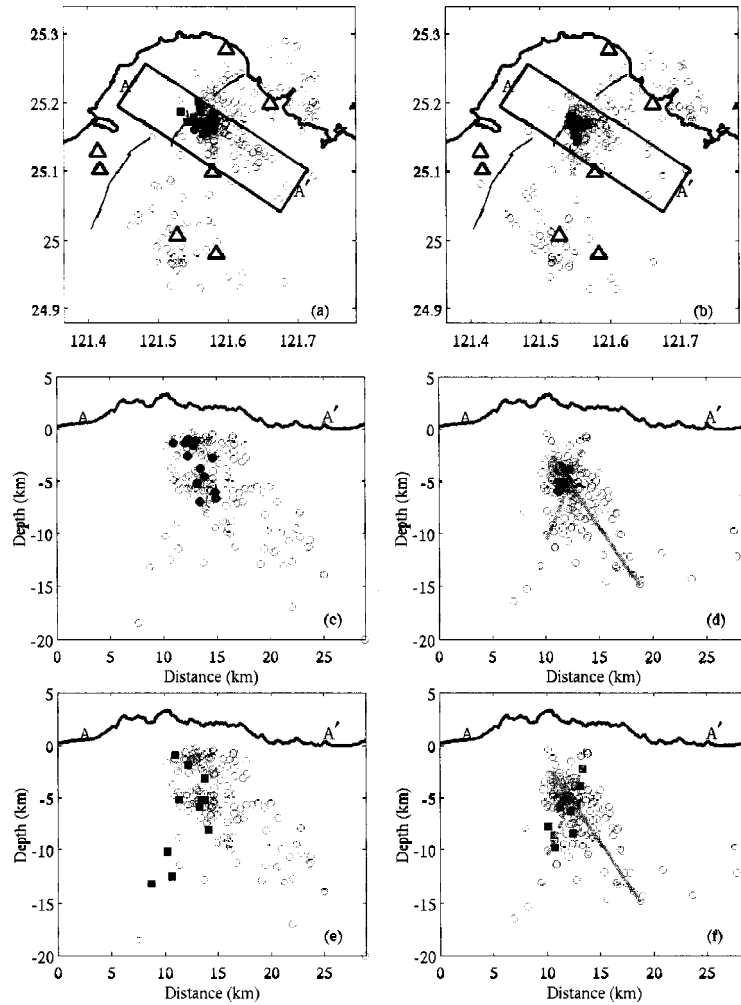 25.3
25.2
25.1
25
24.9
A
A'
(a)
121.4 121.5 121.6 121.7
25.3
25.2
25.1
25
24.9
A
A'
(b)
121.4 121.5 121.6 121.7
5
0
-5
-10
-15
-20
Depth (km)
A
A'
(c)
0 5 10 15 20 25
Distance (km)
5
0
-5
-10
-15
-20
Depth (km)
A
A'
(d)
0 5 10 15 20 25
Distance (km)
5
0
-5
-10
-15
-20
Depth (km)
A
A'
(e)
0 5 10 15 20 25
Distance (km)
5
0
-5
-10
-15
-20
Depth (km)
A
A'
(f)
0 5 10 15 20 25
Distance (km)